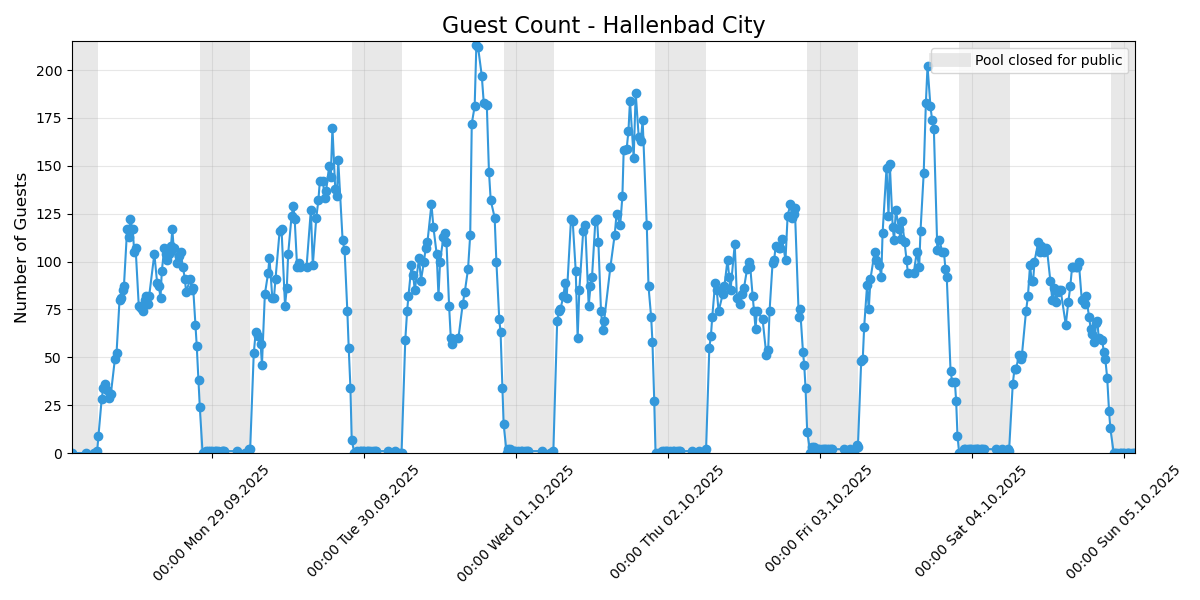 Guest Count - Hallenbad City
Pool closed for public
Number of Guests
200
175
150
125
100
75
50
25
0
00:00 Mon 29.09.2025
00:00 Tue 30.09.2025
00:00 Wed 01.10.2025
00:00 Thu 02.10.2025
00:00 Fri 03.10.2025
00:00 Sat 04.10.2025
00:00 Sun 05.10.2025